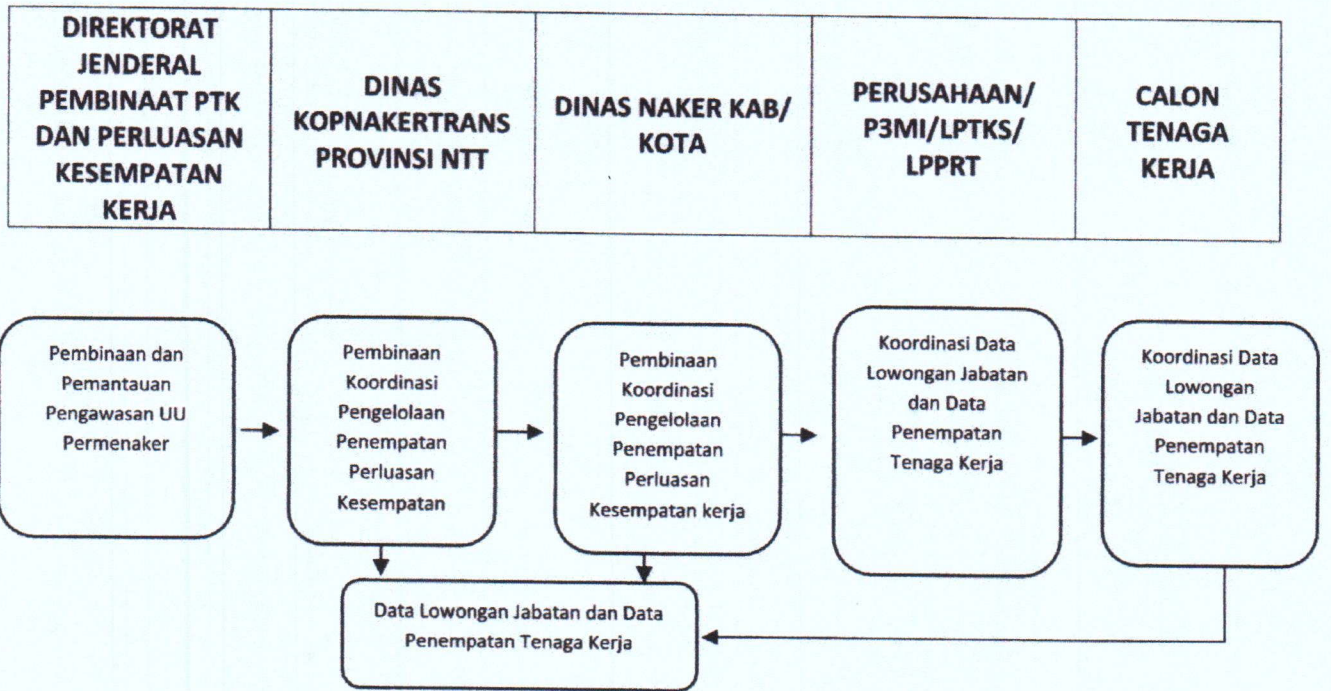 DIREKTORAT
JENDERAL
PEMBINAAT PTK
DAN PERLUASAN
KESEMPATAN
KERJA
DINAS
KOPNAKERTRANS
PROVINSI NTT
DINAS NAKER KAB/
KOTA
PERUSAHAAN/
P3MI/LPTKS/
LPPRT
CALON
TENAGA
KERJA
Pembinaan dan
Pemantauan
Pengawasan UU
Permenaker
Pembinaan
Koordinasi
Pengelolaan
Penempatan
Perluasan
Kesempatan
Pembinaan
Koordinasi
Pengelolaan
Penempatan
Perluasan
Kesempatan kerja
Koordinasi Data
Lowongan Jabatan
dan Data
Penempatan
Tenaga Kerja
Koordinasi Data
Lowongan
Jabatan dan Data
Penempatan
Tenaga Kerja
Data Lowongan Jabatan dan Data
Penempatan Tenaga Kerja